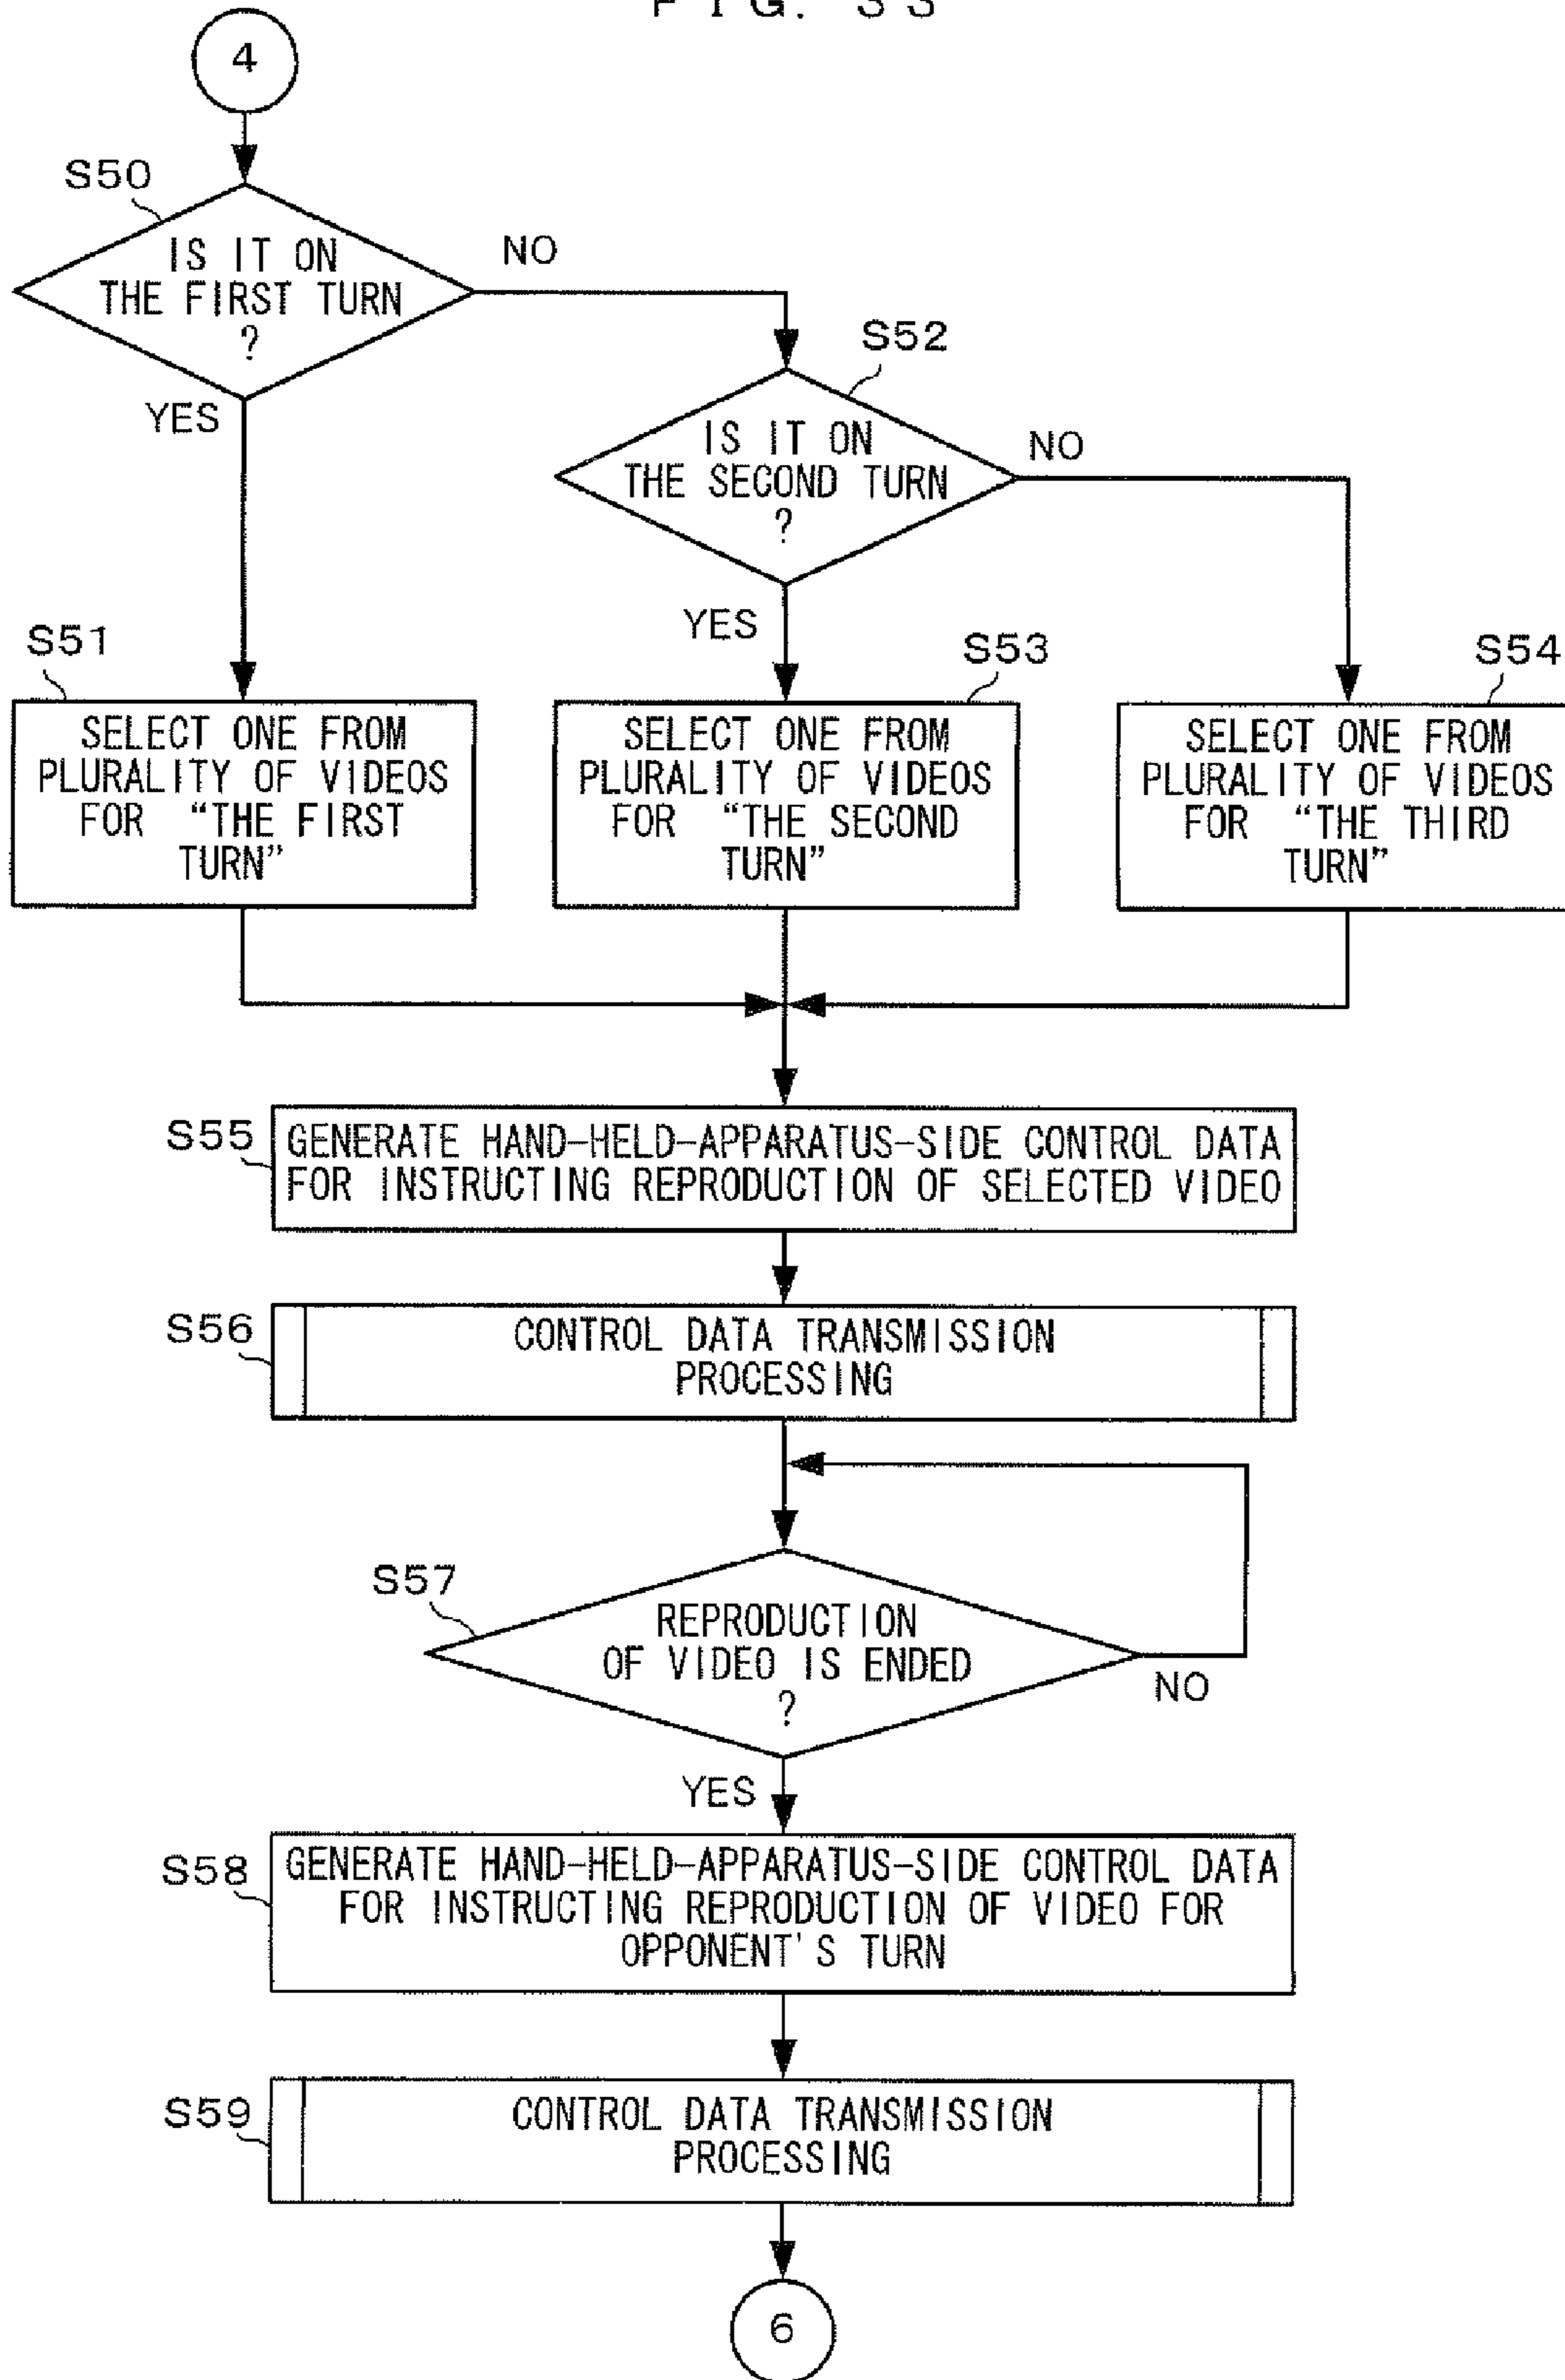 FIG. 33
4
S50
IS IT ON
THE FIRST TURN
?
NO
YES
S52
IS IT ON
THE SECOND TURN
?
NO
YES
S51
SELECT ONE FROM
PLURALITY OF VIDEOS
FOR “THE FIRST
TURN”
S53
SELECT ONE FROM
PLURALITY OF VIDEOS
FOR “THE SECOND
TURN”
S54
SELECT ONE FROM
PLURALITY OF VIDEOS
FOR “THE THIRD
TURN”
S55
GENERATE HAND-HELD-APPARATUS-SIDE CONTROL DATA
FOR INSTRUCTING REPRODUCTION OF SELECTED VIDEO
S56
CONTROL DATA TRANSMISSION
PROCESSING
S57
REPRODUCTION
OF VIDEO IS ENDED
?
NO
YES
S58
GENERATE HAND-HELD-APPARATUS-SIDE CONTROL DATA
FOR INSTRUCTING REPRODUCTION OF VIDEO FOR
OPPONENT'S TURN
S59
CONTROL DATA TRANSMISSION
PROCESSING
6